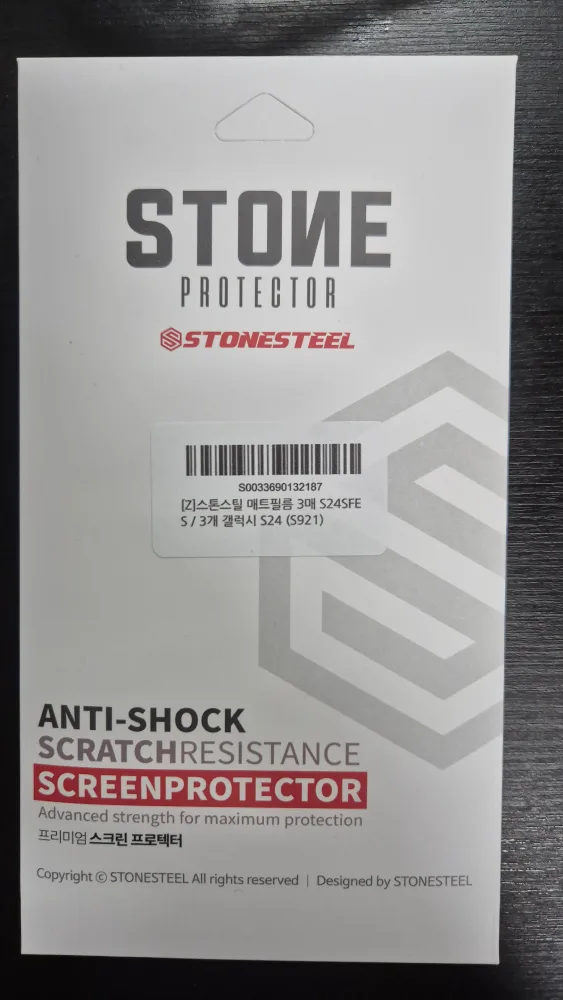 STONE
PROTECTOR
STONESTEEL
S0033690132187
[Z]스톤스틸 매트필름 3매 S24SFE
S / 3개 갤럭시 S24 (S921)
ANTI-SHOCK
SCRATCHRESISTANCE
SCREENPROTECTOR
Advanced strength for maximum protection
프리미엄 스크린 프로텍터
Copyright ⓒ STONESTEEL All rights reserved | Designed by STONESTEEL